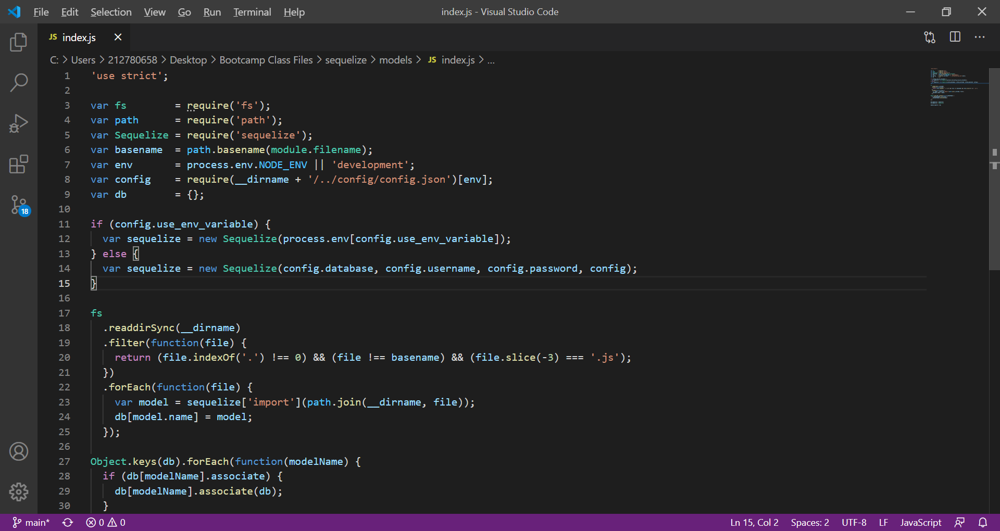 File Edit Selection View Go Run Terminal Help index.js - Visual Studio Code
JS index.js
C: > Users > 212780658 > Desktop > Bootcamp Class Files > sequelize > models > JS index.js > ...
1 'use strict';
2
3 var fs        = require('fs');
4 var path      = require('path');
5 var Sequelize = require('sequelize');
6 var basename  = path.basename(module.filename);
7 var env       = process.env.NODE_ENV || 'development';
8 var config    = require(__dirname + '/../config/config.json')[env];
9 var db        = {};
10
11 if (config.use_env_variable) {
12   var sequelize = new Sequelize(process.env[config.use_env_variable]);
13 } else {
14   var sequelize = new Sequelize(config.database, config.username, config.password, config);
15 }
16
17 fs
18   .readdirSync(__dirname)
19   .filter(function(file) {
20     return (file.indexOf('.') !== 0) && (file !== basename) && (file.slice(-3) === '.js');
21   })
22   .forEach(function(file) {
23     var model = sequelize['import'](path.join(__dirname, file));
24     db[model.name] = model;
25   });
26
27 Object.keys(db).forEach(function(modelName) {
28   if (db[modelName].associate) {
29     db[modelName].associate(db);
30   }
18
main* 0 0 Ln 15, Col 2 Spaces: 2 UTF-8 LF JavaScript